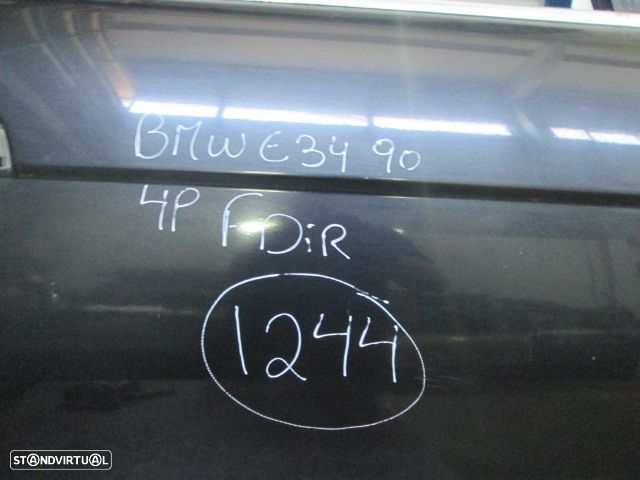 BMW E34 90
4P FDiR
1244
STANDVIRTUAL